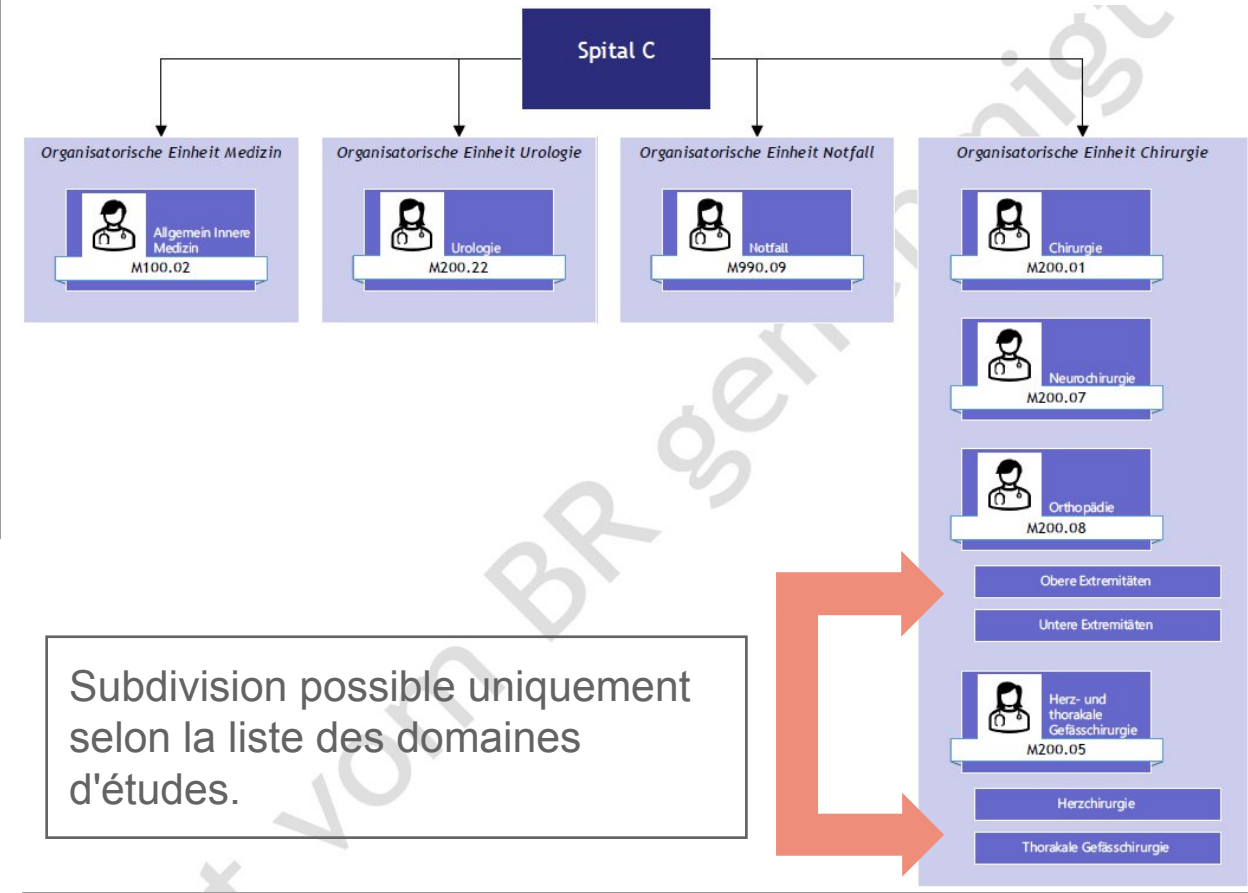 Spital C
Organisatorische Einheit Medizin
Allgemein Innere
Medizin
M100.02
Organisatorische Einheit Urologie
Urologie
M200.22
Organisatorische Einheit Notfall
Notfall
M990.09
Organisatorische Einheit Chirurgie
Chirurgie
M200.01
Neurochirurgie
M200.07
Orthopädie
M200.08
Obere Extremitäten
Untere Extremitäten
Herz- und
thorakale
Gefässchirurgie
M200.05
Herzchirurgie
Thorakale Gefässchirurgie
Subdivision possible uniquement
selon la liste des domaines
d'études.
vom BR